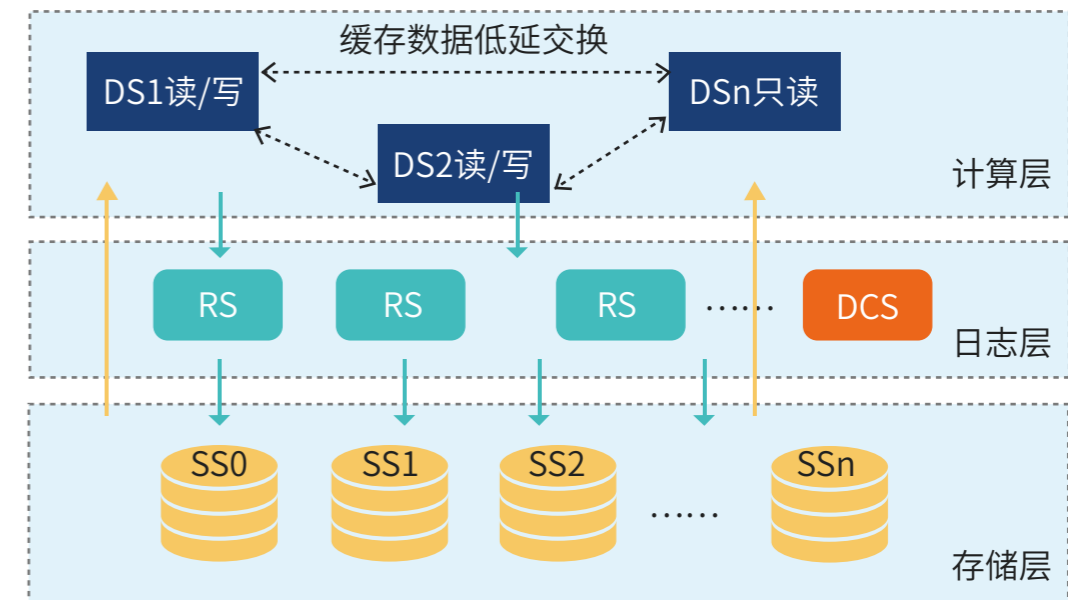 缓存数据低延交换
DS1读/写
DSn只读
DS2读/写
计算层
RS
RS
RS
……
DCS
日志层
SS0
SS1
SS2
SSn
……
存储层